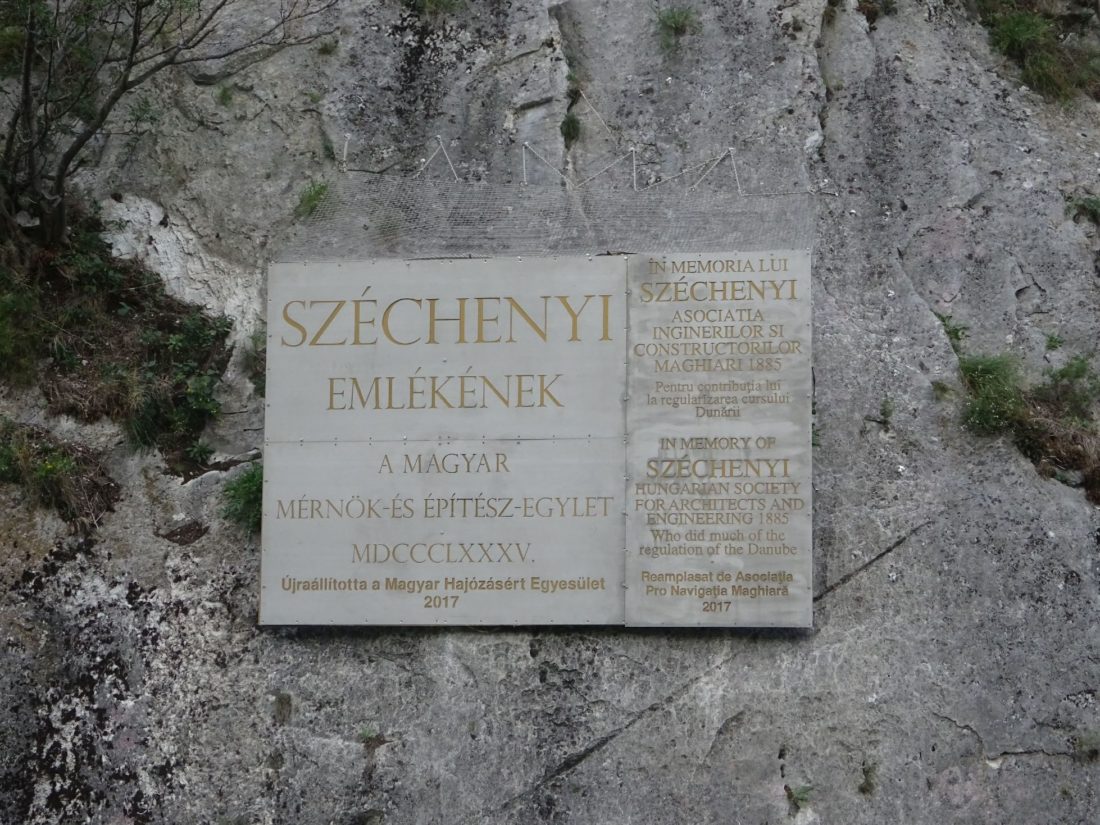 SZÉCHENYI
EMLÉKÉNEK
A MAGYAR
MÉRNÖK-ÉS ÉPÍTÉSZ-EGYLET
MDCCCLXXXV.
Újraállította a Magyar Hajózásért Egyesület
2017
IN MEMORIA LUI
SZÉCHENYI
ASOCIATIA
INGINERILOR SI
CONSTRUCTORILOR
MAGHIARI 1885
Pentru contribuția lui
la regularizarea cursului
Dunării
IN MEMORY OF
SZÉCHENYI
HUNGARIAN SOCIETY
FOR ARCHITECTS AND
ENGINEERING 1885
Who did much of the
regulation of the Danube
Reamplasat de Asociația
Pro Navigația Maghiară
2017